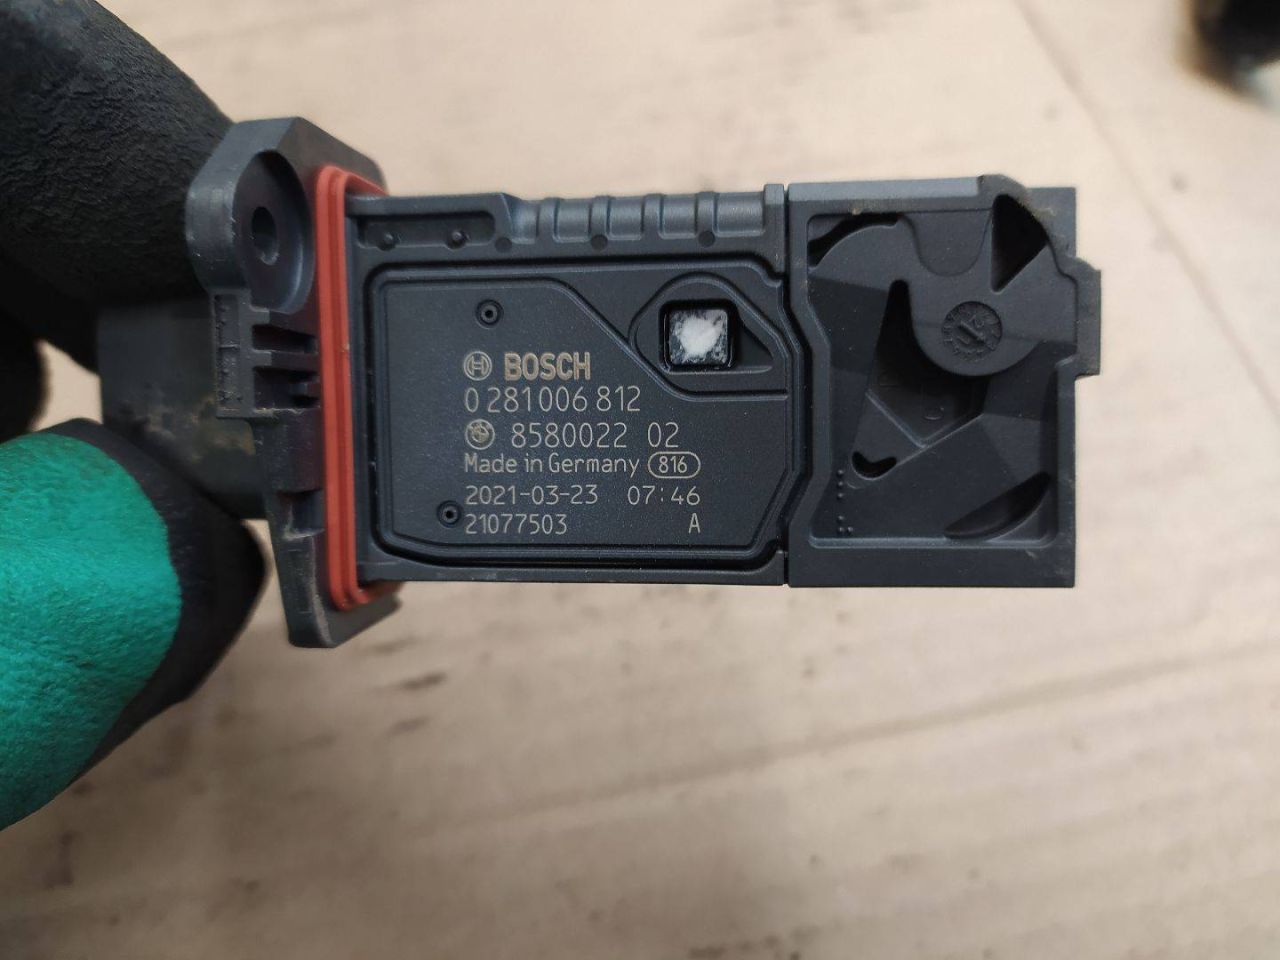 BOSCH
0 281 006 812
8580022 02
Made in Germany 816
2021-03-23 07:46
21077503 A